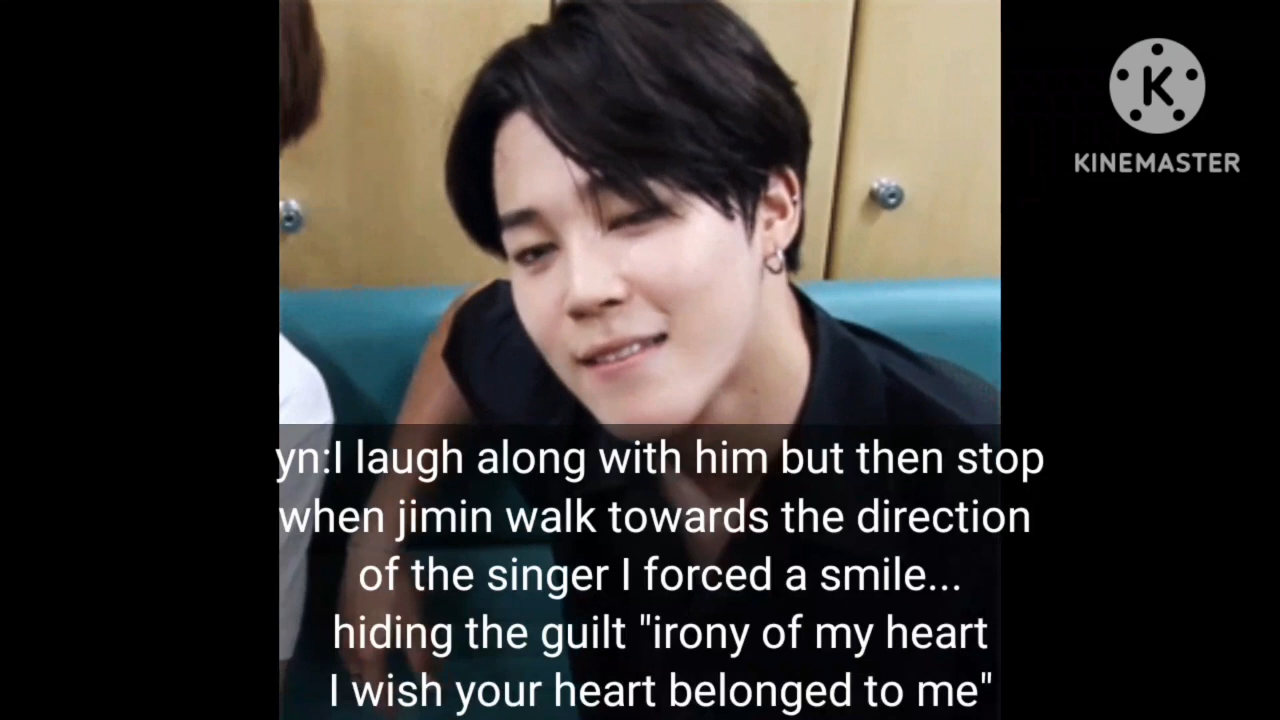 KINEMASTER
yn:I laugh along with him but then stop
when jimin walk towards the direction
of the singer I forced a smile...
hiding the guilt "irony of my heart
I wish your heart belonged to me"